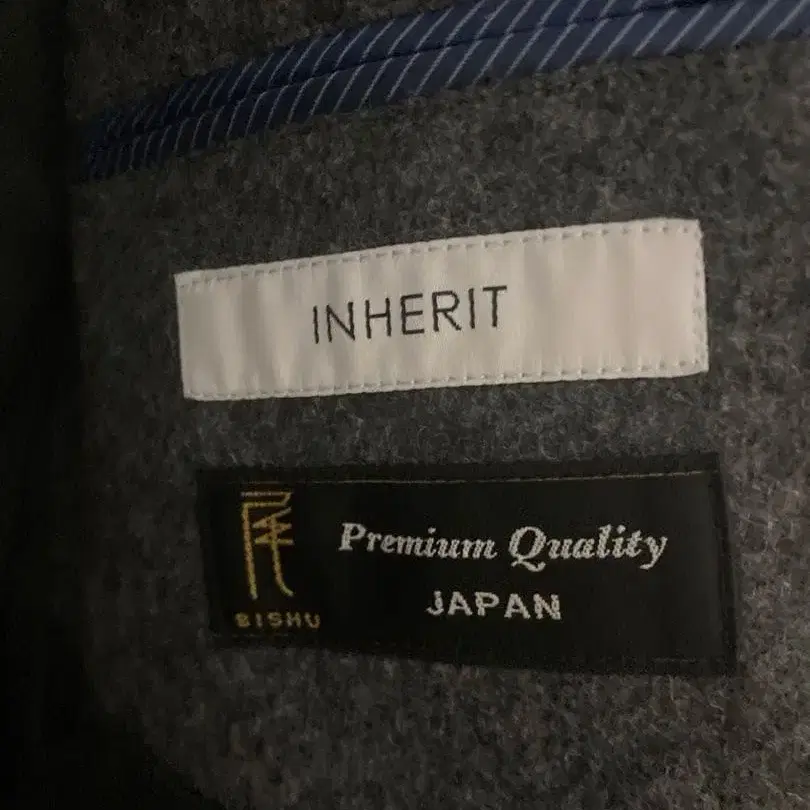 INHERIT
Premium Quality
JAPAN
BISHU